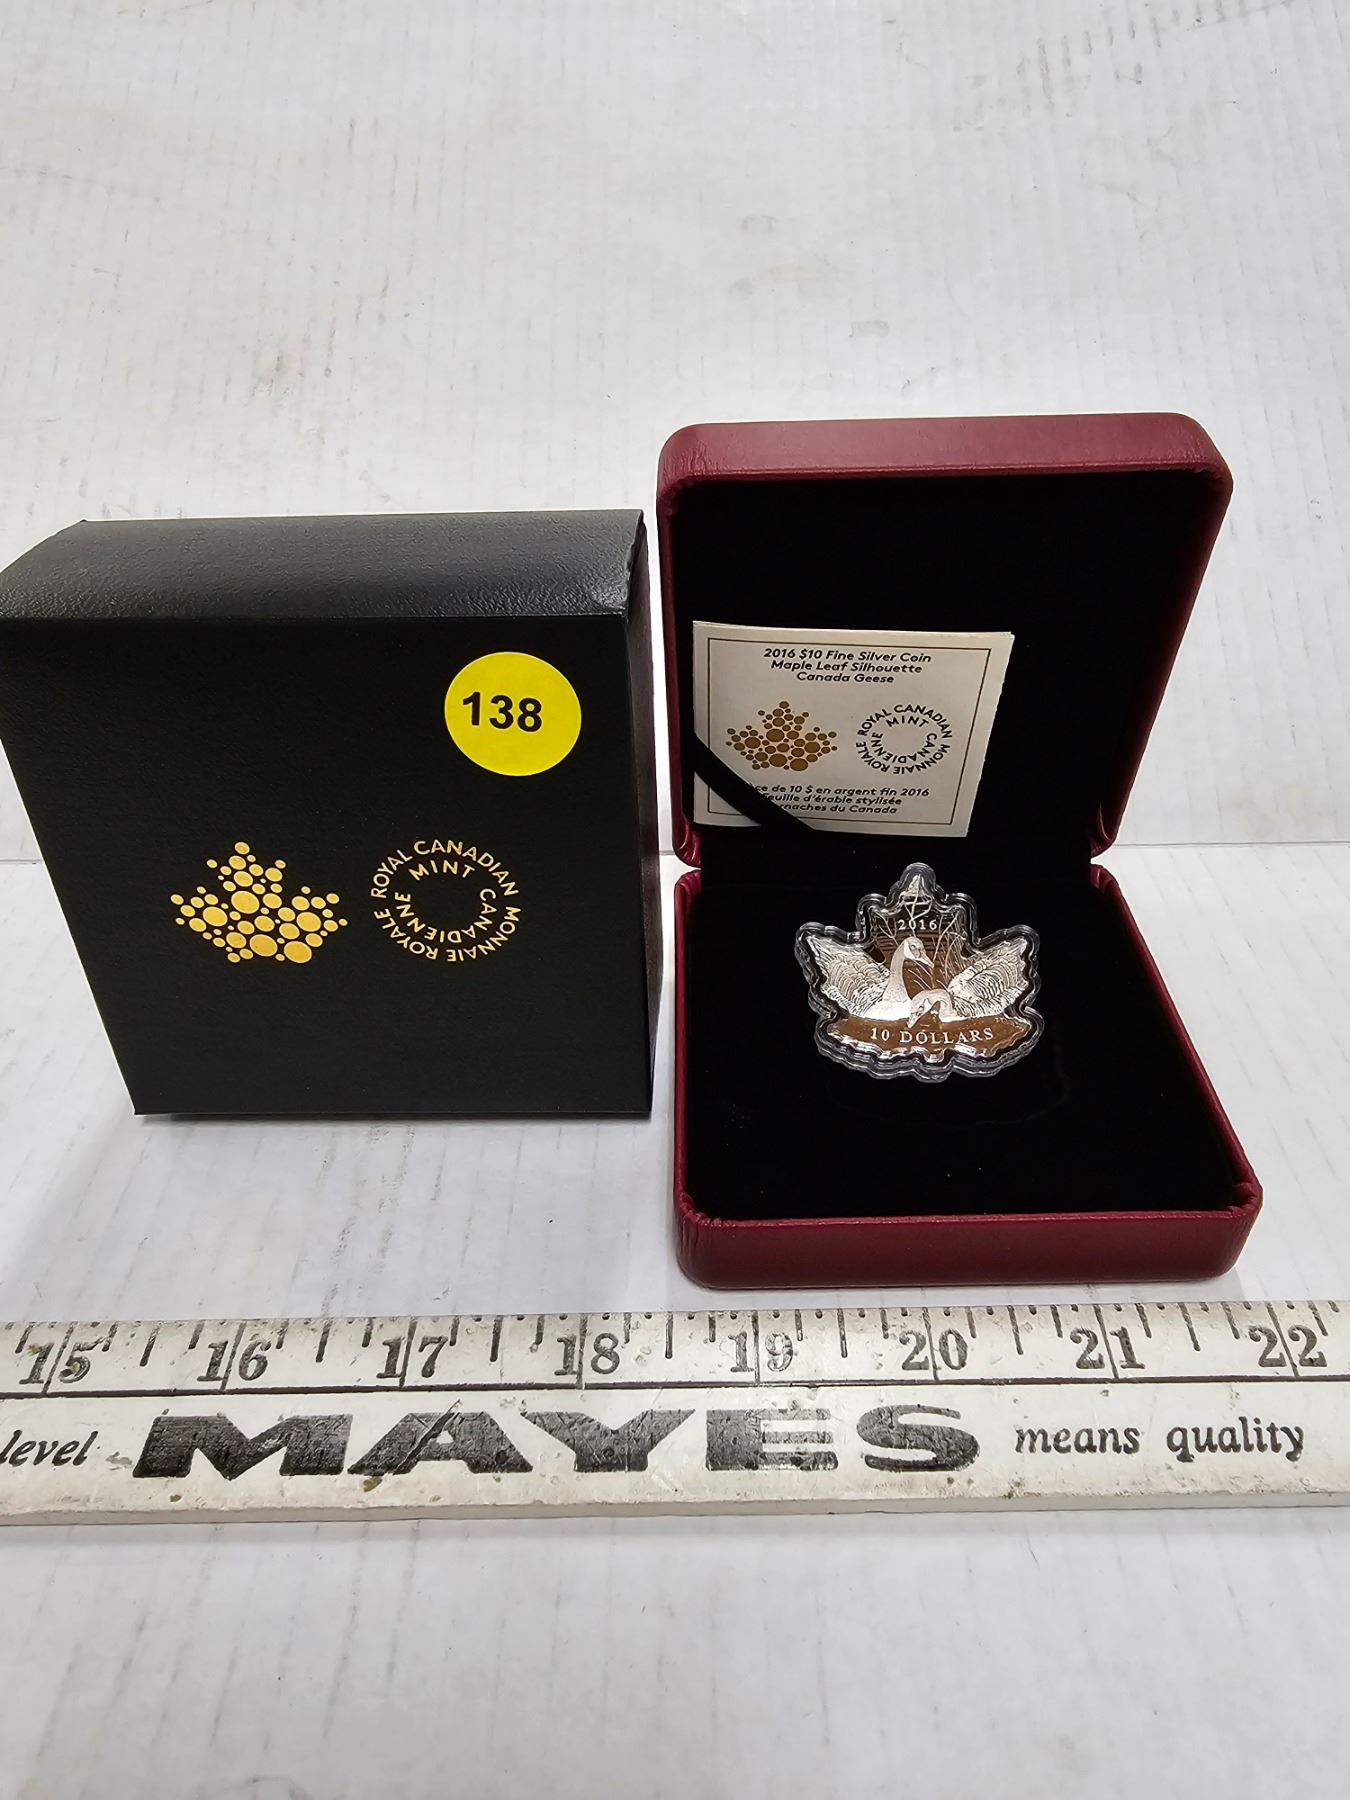 138
ROYAL CANADIAN MINT
MONNAIE ROYALE CANADIENNE
2016 $10 Fine Silver Coin
Maple Leaf Silhouette
Canada Geese
ROYAL CANADIAN MINT
MONNAIE ROYALE CANADIENNE
de 10 $ en argent fin 2016
d'érable stylisée
du Canada
2016
10 DOLLARS
15 16 17 18 19 20 21 22
level MAYES means quality